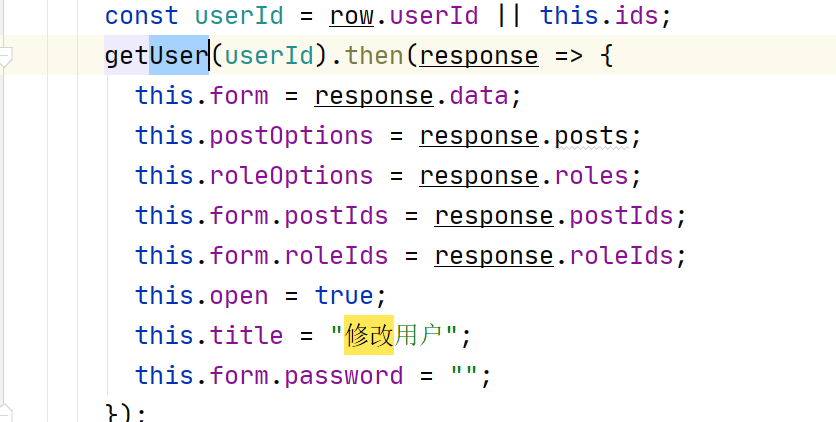 const userId = row.userId || this.ids;
getUser(userId).then(response => {
this.form = response.data;
this.postOptions = response.posts;
this.roleOptions = response.roles;
this.form.postIds = response.postIds;
this.form.roleIds = response.roleIds;
this.open = true;
this.title = "修改用户";
this.form.password = "";
});